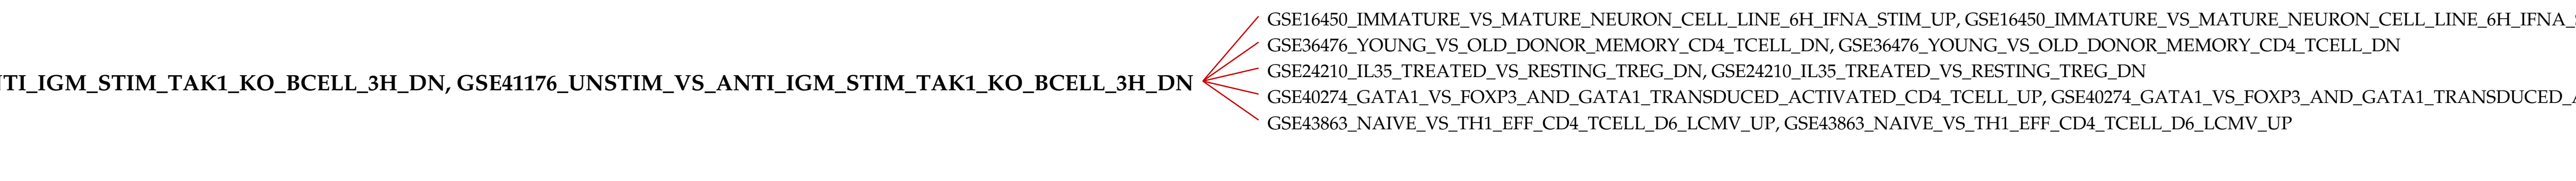 GSE16450_IMMATURE_VS_MATURE_NEURON_CELL_LINE_6H_IFNA_STIM_UP, GSE16450_IMMATURE_VS_MATURE_NEURON_CELL_LINE_6H_IFNA_
GSE36476_YOUNG_VS_OLD_DONOR_MEMORY_CD4_TCELL_DN, GSE36476_YOUNG_VS_OLD_DONOR_MEMORY_CD4_TCELL_DN
GSE24210_IL35_TREATED_VS_RESTING_TREG_DN, GSE24210_IL35_TREATED_VS_RESTING_TREG_DN
TI_IGM_STIM_TAK1_KO_BCELL_3H_DN, GSE41176_UNSTIM_VS_ANTI_IGM_STIM_TAK1_KO_BCELL_3H_DN
GSE40274_GATA1_VS_FOXP3_AND_GATA1_TRANSDUCED_ACTIVATED_CD4_TCELL_UP, GSE40274_GATA1_VS_FOXP3_AND_GATA1_TRANSDUCED_
GSE43863_NAIVE_VS_TH1_EFF_CD4_TCELL_D6_LCMV_UP, GSE43863_NAIVE_VS_TH1_EFF_CD4_TCELL_D6_LCMV_UP